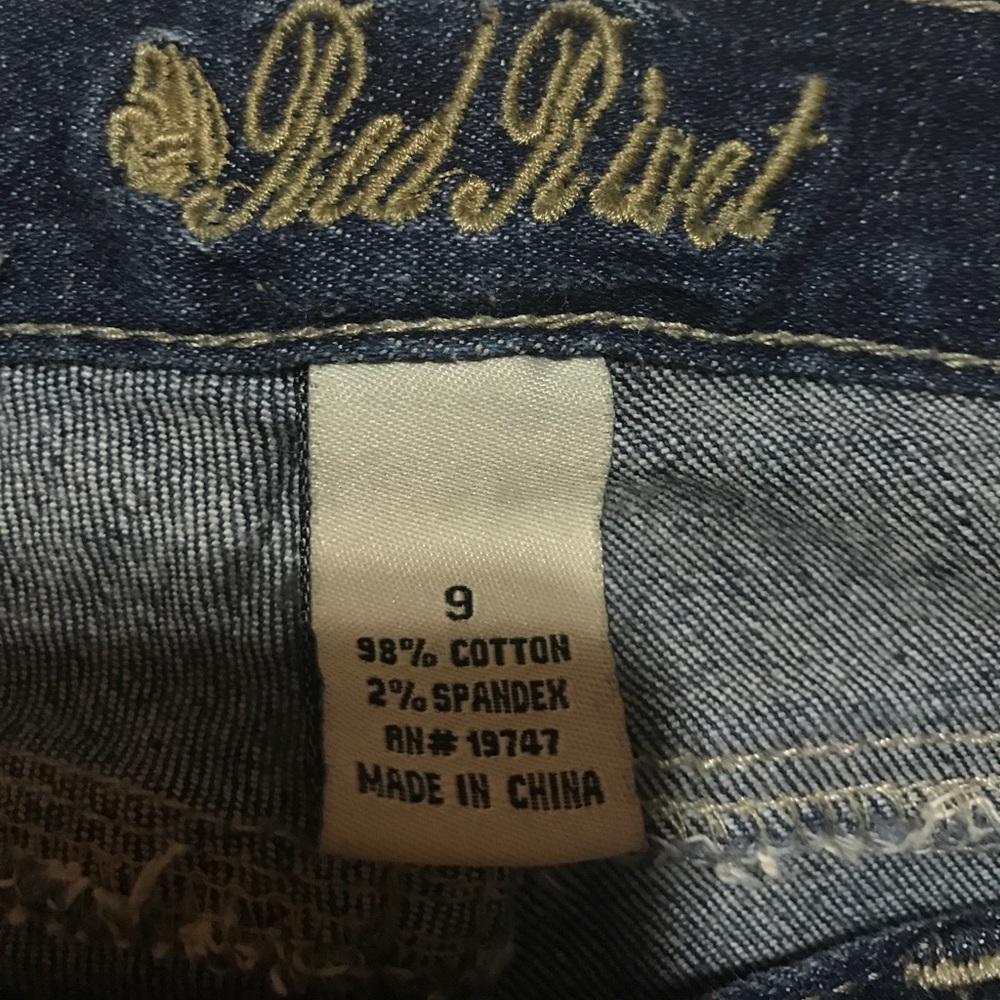 Red Rivet
9
98% COTTON
2% SPANDEX
RN# 19747
MADE IN CHINA